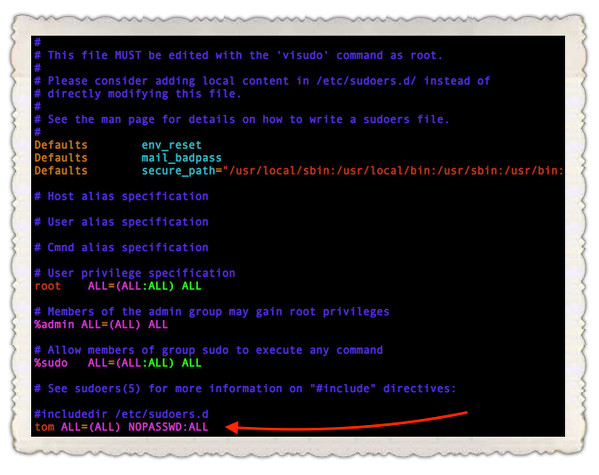 #
# This file MUST be edited with the 'visudo' command as root.
#
# Please consider adding local content in /etc/sudoers.d/ instead of
# directly modifying this file.
#
# See the man page for details on how to write a sudoers file.
#
Defaults        env_reset
Defaults        mail_badpass
Defaults        secure_path="/usr/local/sbin:/usr/local/bin:/usr/sbin:/usr/bin:
# Host alias specification
# User alias specification
# Cmnd alias specification
# User privilege specification
root    ALL=(ALL:ALL) ALL
# Members of the admin group may gain root privileges
%admin ALL=(ALL) ALL
# Allow members of group sudo to execute any command
%sudo   ALL=(ALL:ALL) ALL
# See sudoers(5) for more information on "#include" directives:
#includedir /etc/sudoers.d
tom ALL=(ALL) NOPASSWD:ALL